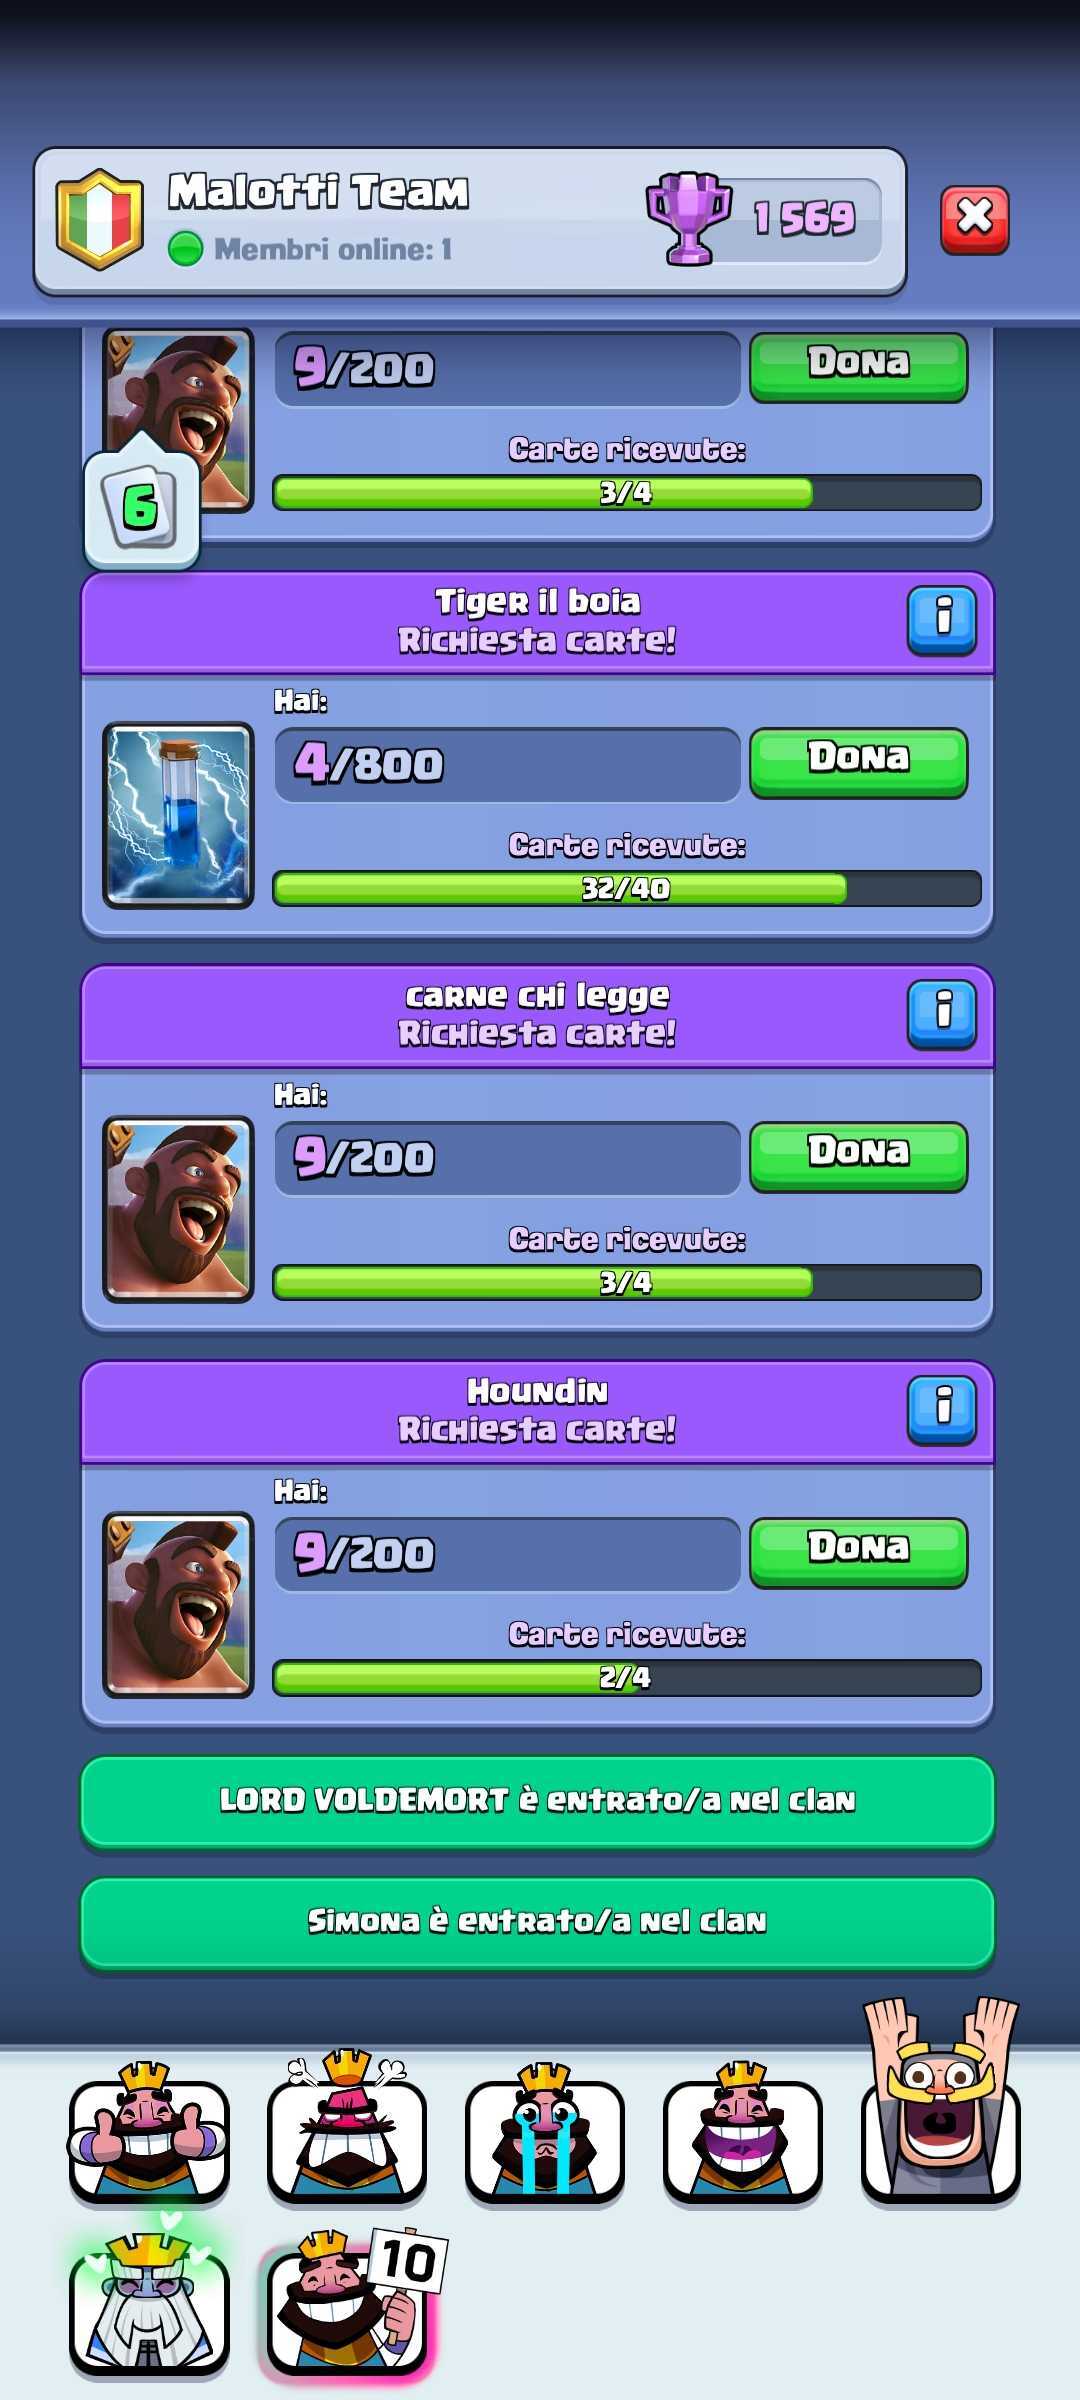 Malotti Team
Membri online: 1
1 569
9/200
Dona
Carte ricevute:
3/4
6
Tiger il boia
Richiesta carte!
i
Hai:
4/800
Dona
Carte ricevute:
32/40
carne chi legge
Richiesta carte!
i
Hai:
9/200
Dona
Carte ricevute:
3/4
Houndin
Richiesta carte!
i
Hai:
9/200
Dona
Carte ricevute:
2/4
LORD VOLDEMORT è entrato/a nel clan
Simona è entrato/a nel clan
10